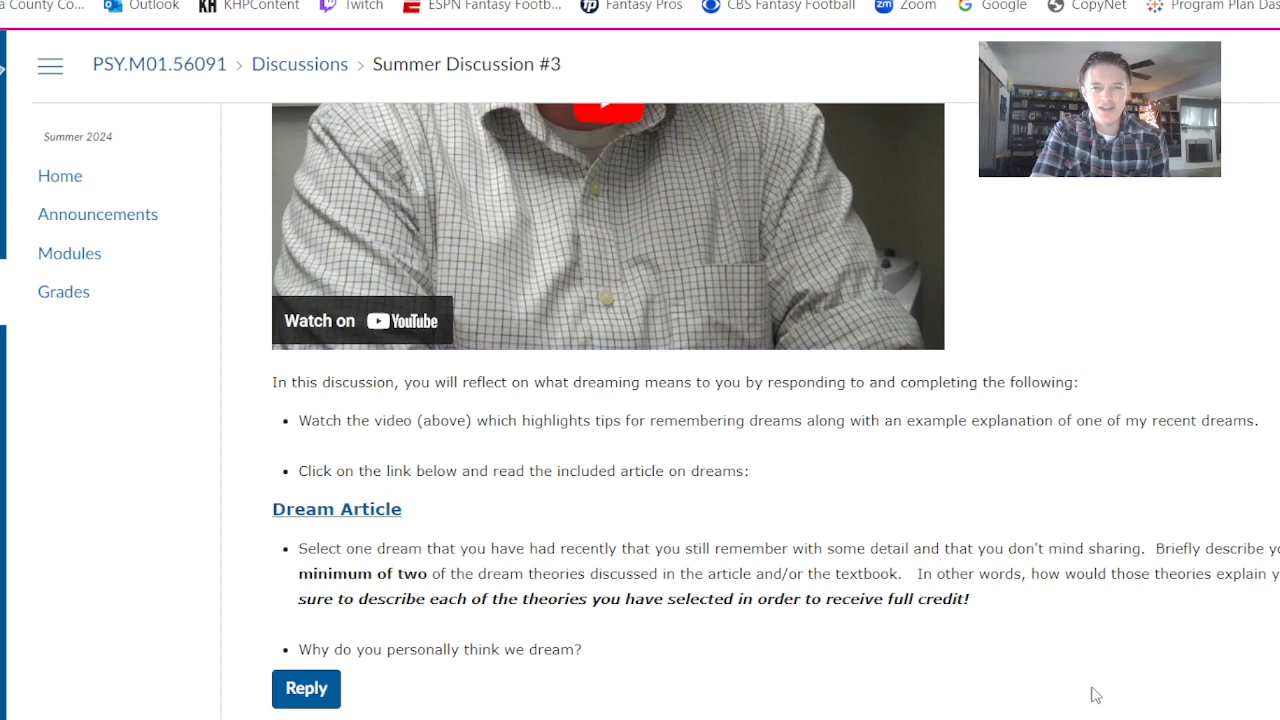 a County Co... Outlook KH KHPContent Twitch E ESPN Fantasy Footb... fp Fantasy Pros CBS Fantasy Football zm Zoom G Google CopyNet Program Plan Das
PSY.M01.56091 > Discussions > Summer Discussion #3
Summer 2024
Home
Announcements
Modules
Grades
Watch on YouTube
In this discussion, you will reflect on what dreaming means to you by responding to and completing the following:
• Watch the video (above) which highlights tips for remembering dreams along with an example explanation of one of my recent dreams.
• Click on the link below and read the included article on dreams:
Dream Article
• Select one dream that you have had recently that you still remember with some detail and that you don't mind sharing. Briefly describe yo
minimum of two of the dream theories discussed in the article and/or the textbook. In other words, how would those theories explain y
sure to describe each of the theories you have selected in order to receive full credit!
• Why do you personally think we dream?
Reply